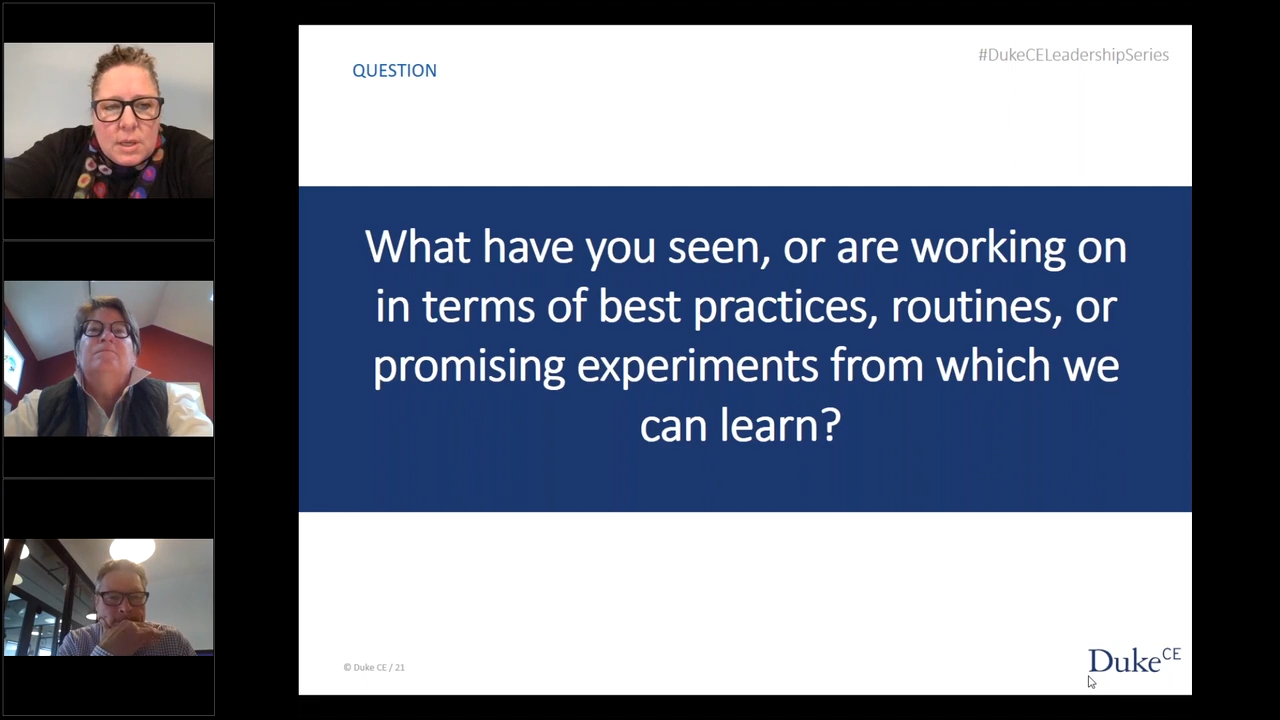 QUESTION
#DukeCELeadershipSeries
What have you seen, or are working on
in terms of best practices, routines, or
promising experiments from which we
can learn?
© Duke CE / 21
Duke CE